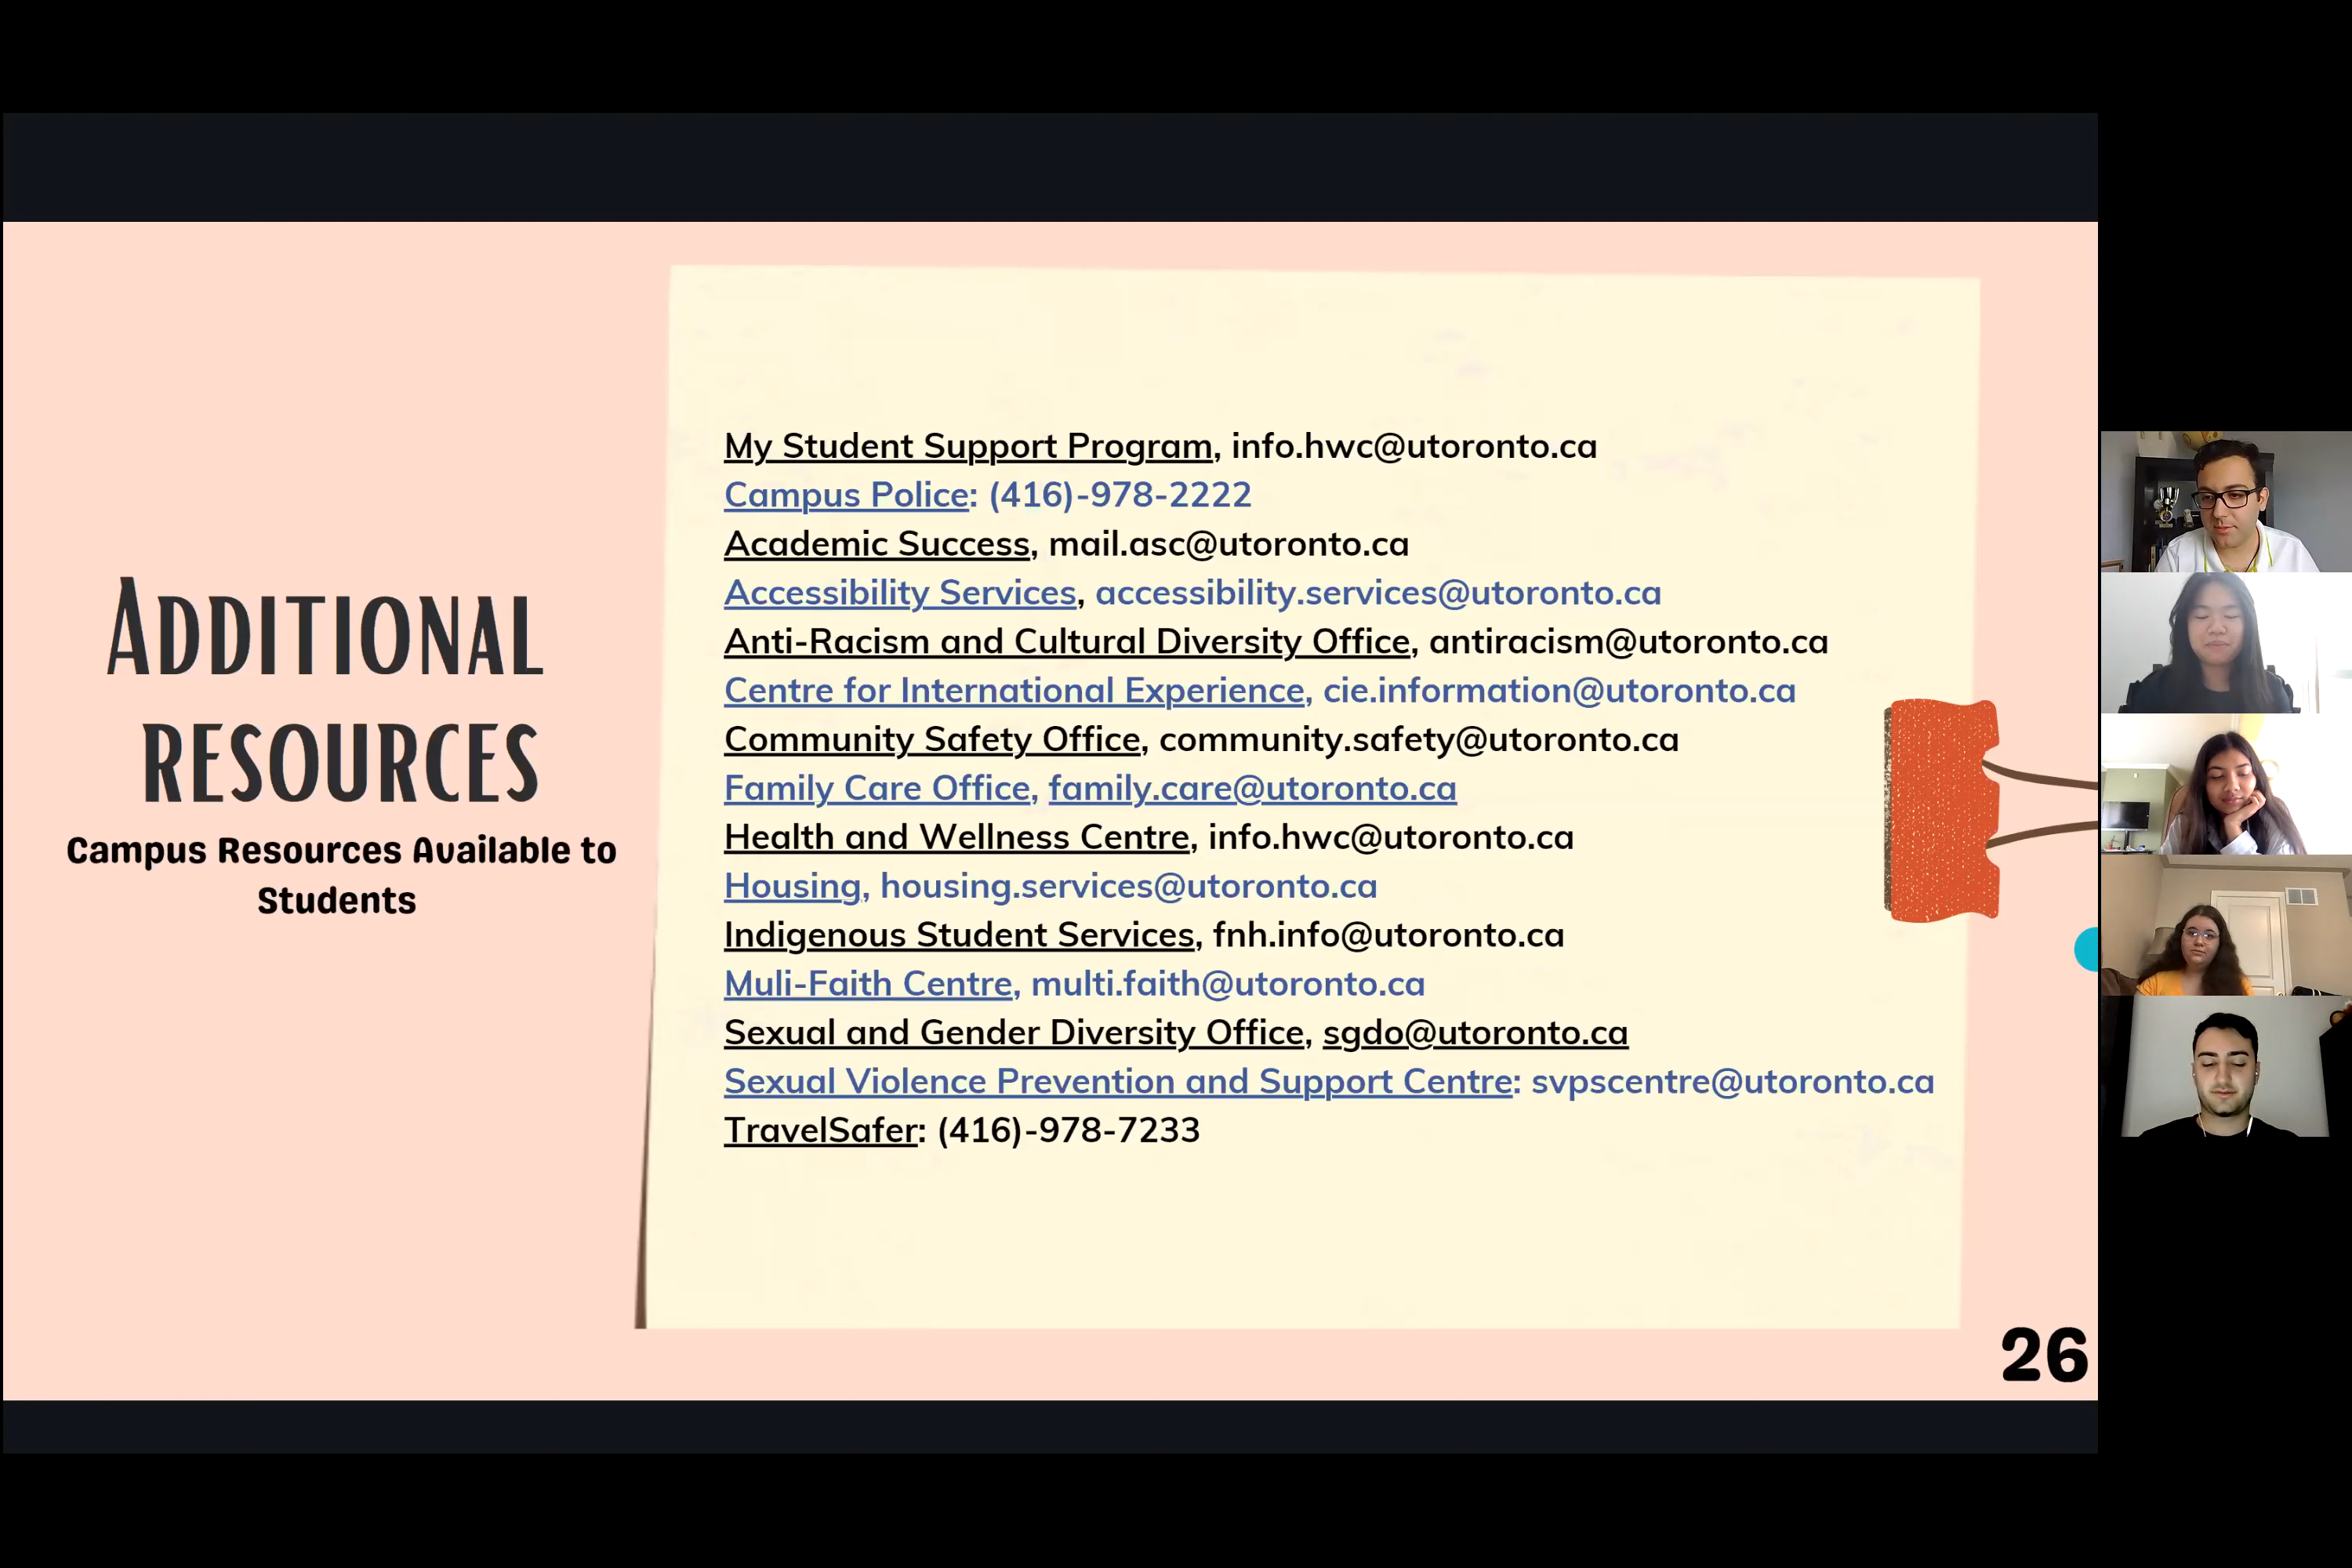 ADDITIONAL
RESOURCES
Campus Resources Available to
Students
My Student Support Program, info.hwc@utoronto.ca
Campus Police: (416)-978-2222
Academic Success, mail.asc@utoronto.ca
Accessibility Services, accessibility.services@utoronto.ca
Anti-Racism and Cultural Diversity Office, antiracism@utoronto.ca
Centre for International Experience, cie.information@utoronto.ca
Community Safety Office, community.safety@utoronto.ca
Family Care Office, family.care@utoronto.ca
Health and Wellness Centre, info.hwc@utoronto.ca
Housing, housing.services@utoronto.ca
Indigenous Student Services, fnh.info@utoronto.ca
Muli-Faith Centre, multi.faith@utoronto.ca
Sexual and Gender Diversity Office, sgdo@utoronto.ca
Sexual Violence Prevention and Support Centre: svpscentre@utoronto.ca
TravelSafer: (416)-978-7233
26